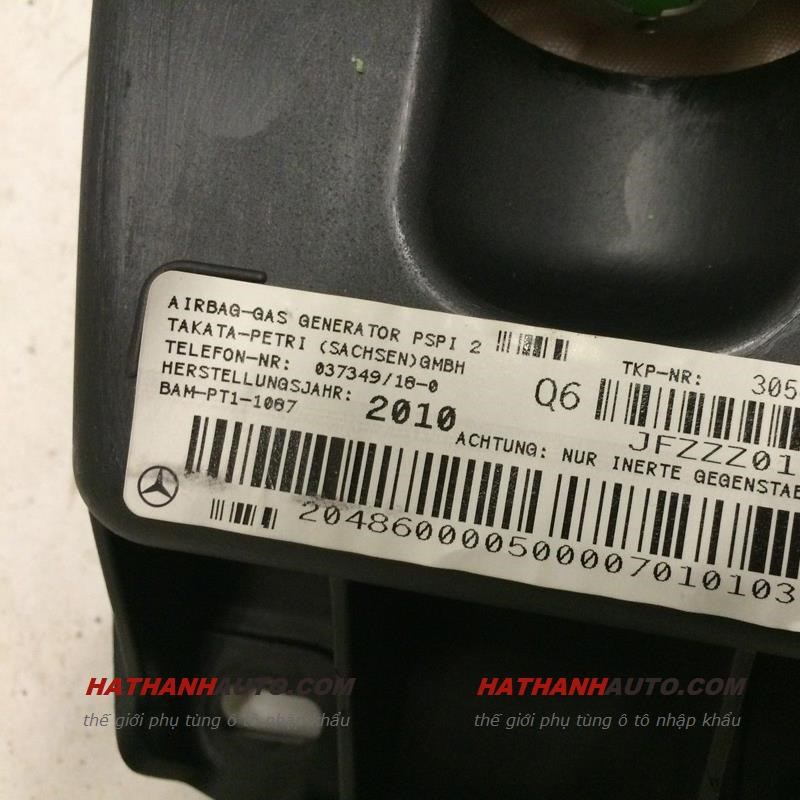 AIRBAG-GAS GENERATOR PSPI 2
TAKATA-PETRI (SACHSEN)GMBH
TELEFON-NR: 037349/18-0
HERSTELLUNGSJAHR: 2010
BAM-PT1-1087
Q6
TKP-NR: 305
JFZZZ01
ACHTUNG: NUR INERTE GEGENSTAE
204860000500007010103
HATHANHAUTO.COM
thế giới phụ tùng ô tô nhập khẩu
HATHANHAUTO.COM
thế giới phụ tùng ô tô nhập khẩu